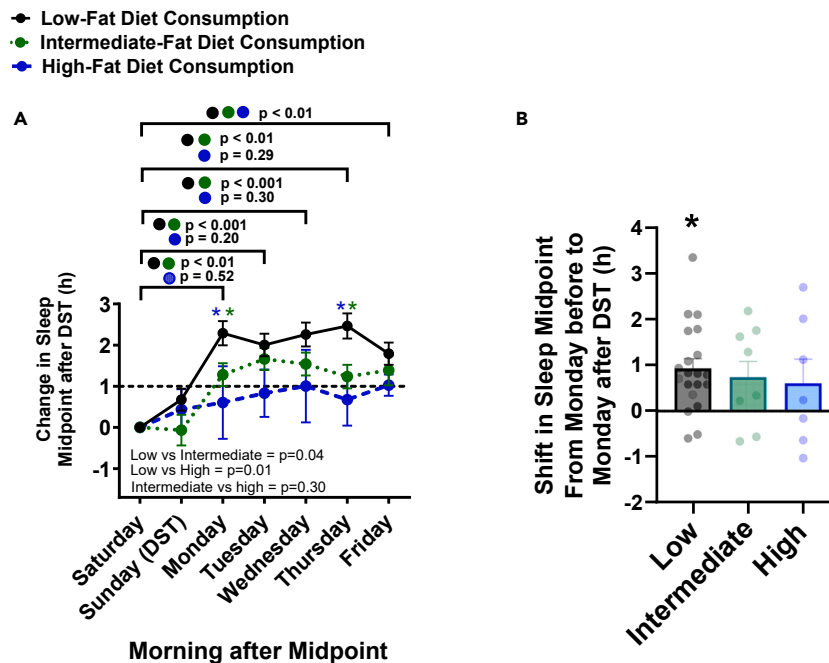 Low-Fat Diet Consumption
Intermediate-Fat Diet Consumption
High-Fat Diet Consumption
A
p < 0.01
p < 0.01
p = 0.29
p < 0.001
p = 0.30
p < 0.001
p = 0.20
p < 0.01
p = 0.52
Change in Sleep
Midpoint after DST (h)
3
2
1
0
-1
* *
* *
Low vs Intermediate = p=0.04
Low vs High = p=0.01
Intermediate vs high = p=0.30
Saturday
Sunday (DST)
Monday
Tuesday
Wednesday
Thursday
Friday
Morning after Midpoint
B
Shift in Sleep Midpoint
From Monday before to
Monday after DST (h)
4
3
2
1
0
-1
-2
*
Low
Intermediate
High